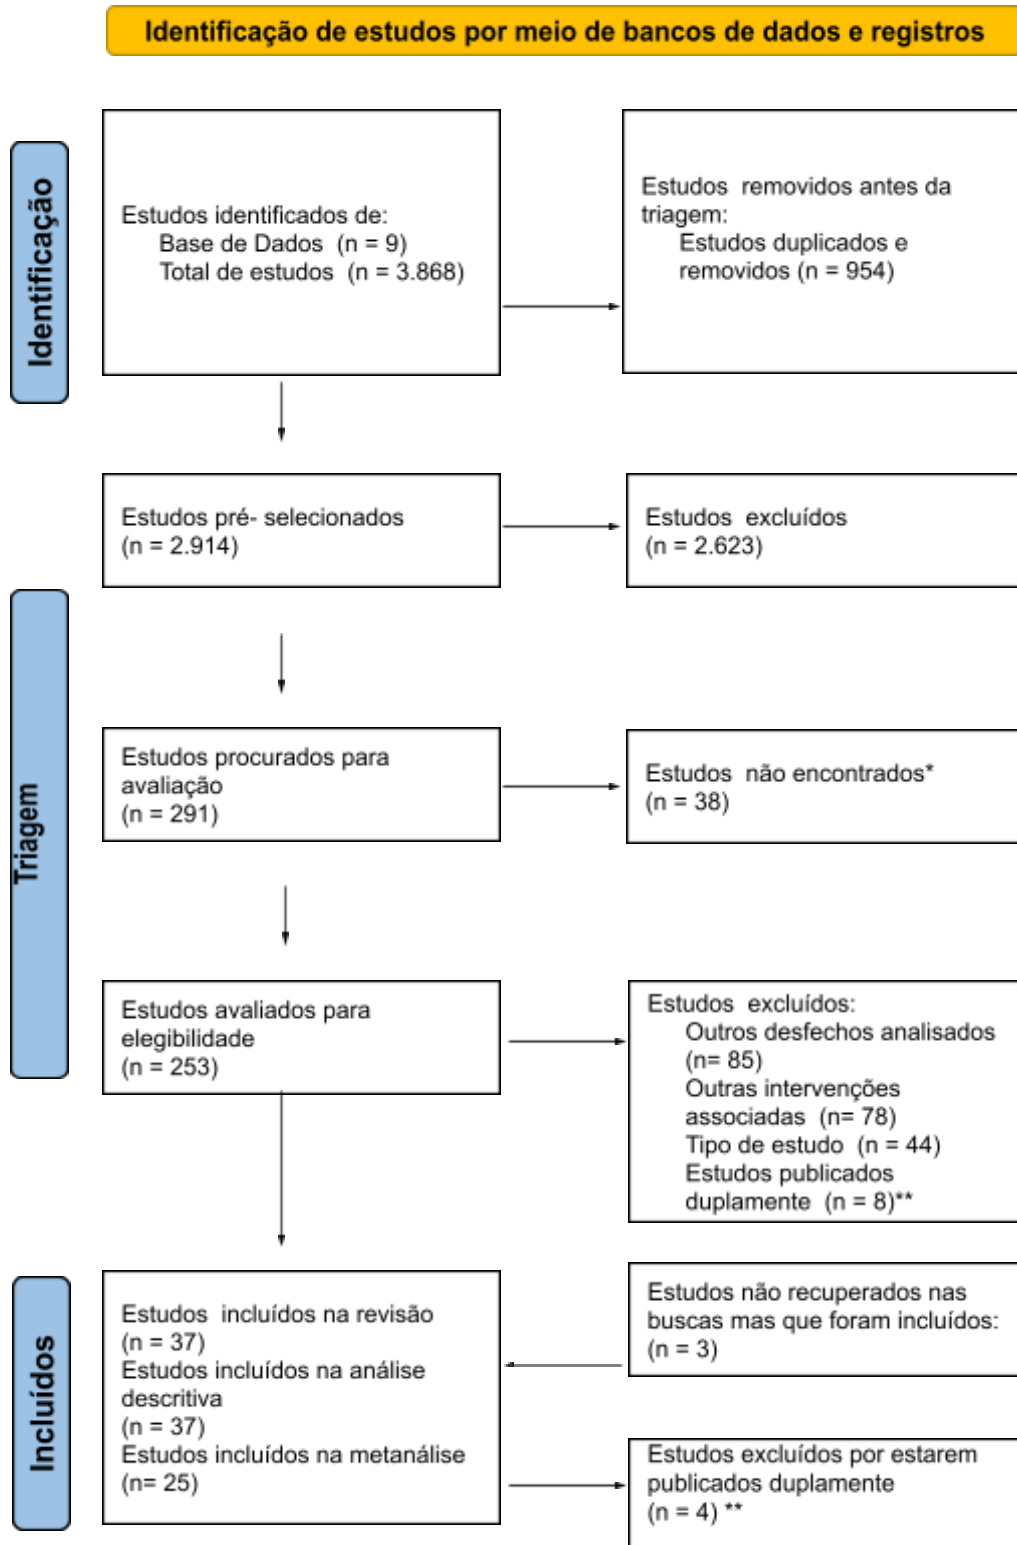 Identificação de estudos por meio de bancos de dados e registros
Identificação
Estudos identificados de:
Base de Dados (n = 9)
Total de estudos (n = 3.868)
Estudos removidos antes da
triagem:
Estudos duplicados e
removidos (n = 954)
Triagem
Estudos pré- selecionados
(n = 2.914)
Estudos excluídos
(n = 2.623)
Estudos procurados para
avaliação
(n = 291)
Estudos não encontrados*
(n = 38)
Estudos avaliados para
elegibilidade
(n = 253)
Estudos excluídos:
Outros desfechos analisados
(n= 85)
Outras intervenções
associadas (n= 78)
Tipo de estudo (n = 44)
Estudos publicados
duplamente (n = 8)**
Incluídos
Estudos incluídos na revisão
(n = 37)
Estudos incluídos na análise
descritiva
(n = 37)
Estudos incluídos na metanálise
(n= 25)
Estudos não recuperados nas
buscas mas que foram incluídos:
(n = 3)
Estudos excluídos por estarem
publicados duplamente
(n = 4) **